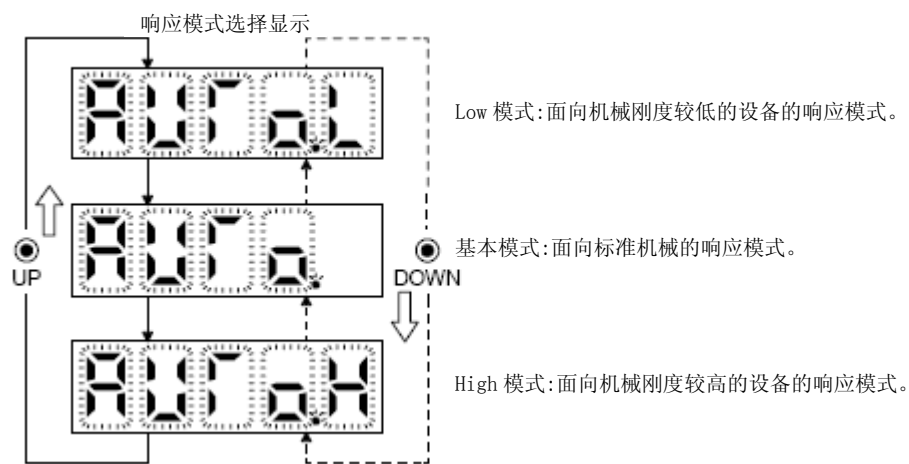 响应模式选择显示
AUTo.L
Low 模式:面向机械刚度较低的设备的响应模式。
AUTo.
基本模式:面向标准机械的响应模式。
UP
DOWN
AUTo.H
High 模式:面向机械刚度较高的设备的响应模式。